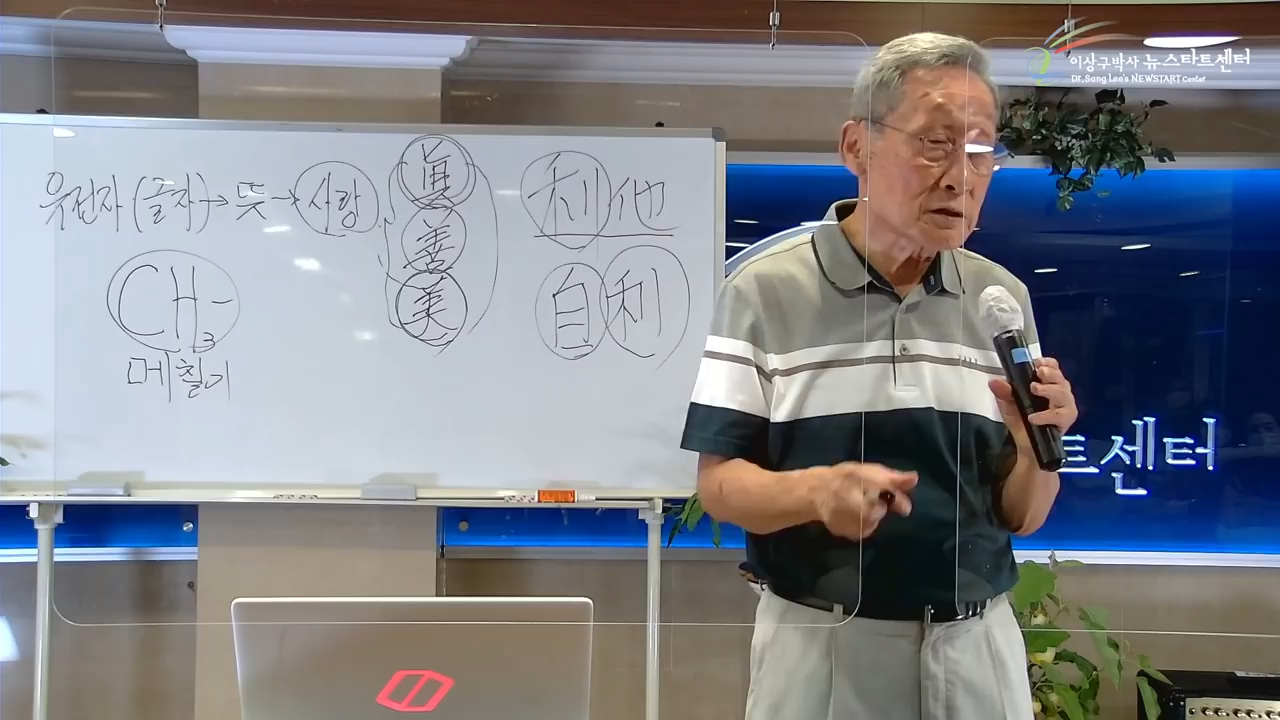 이상구박사 뉴스타트센터
Dr.Sang Lee's NEWSTART Center
유전자 (글자)→뜻→사랑
眞
善
美
利他
自利
CH3-
메칠기
트센터